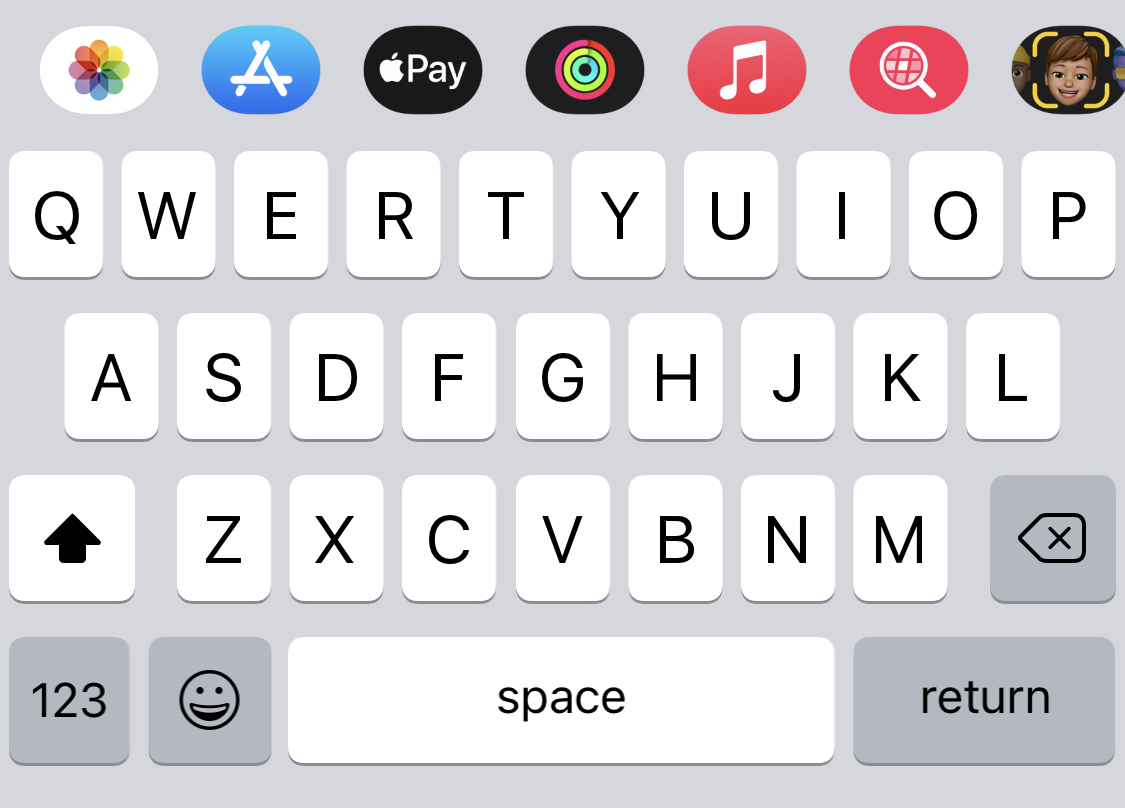 Pay
Q W E R T Y U I O P
A S D F G H J K L
Z X C V B N M
123 space return